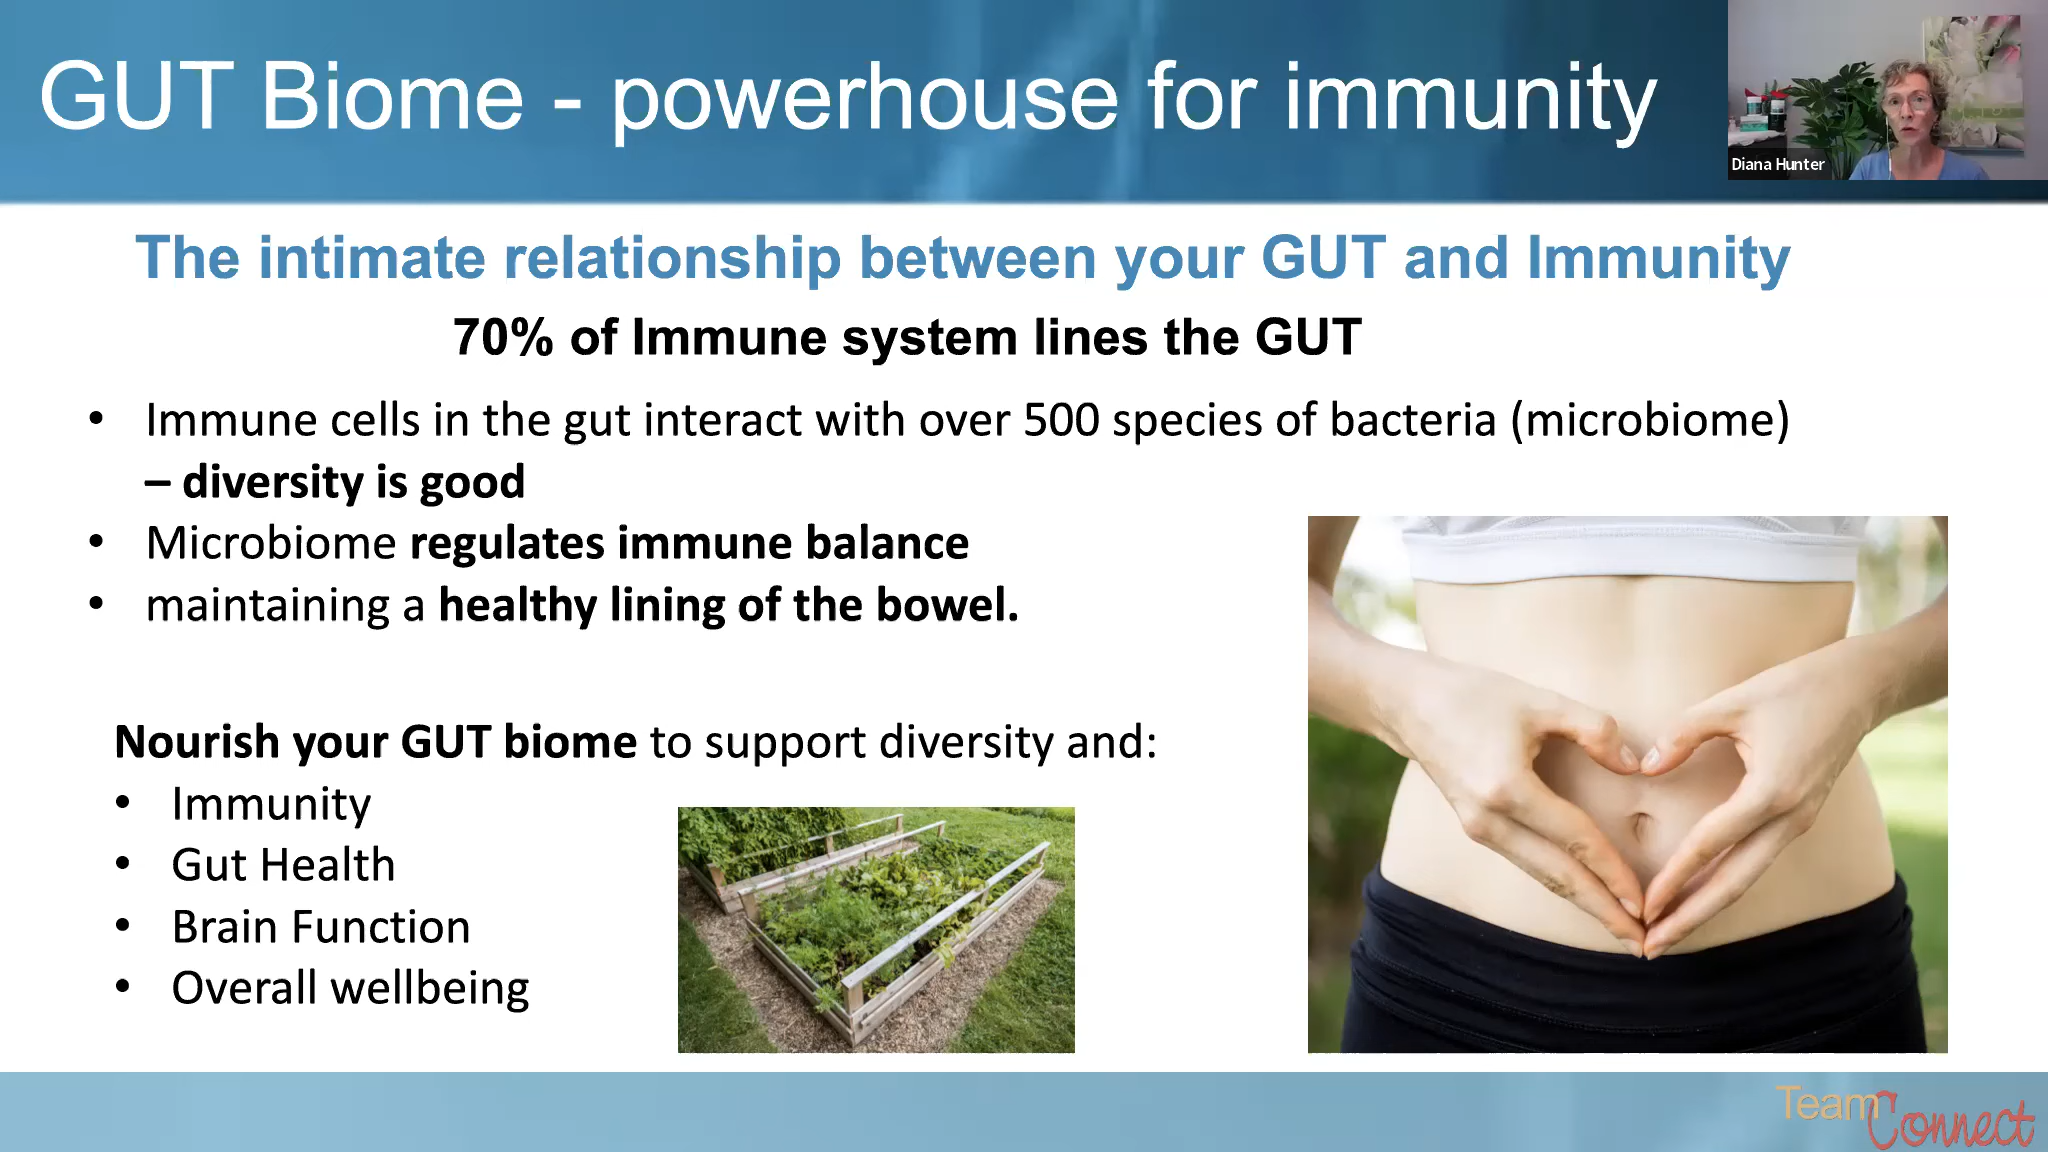 GUT Biome - powerhouse for immunity
Diana Hunter
The intimate relationship between your GUT and Immunity
70% of Immune system lines the GUT
• Immune cells in the gut interact with over 500 species of bacteria (microbiome)
– diversity is good
• Microbiome regulates immune balance
• maintaining a healthy lining of the bowel.
Nourish your GUT biome to support diversity and:
• Immunity
• Gut Health
• Brain Function
• Overall wellbeing
Team Connect